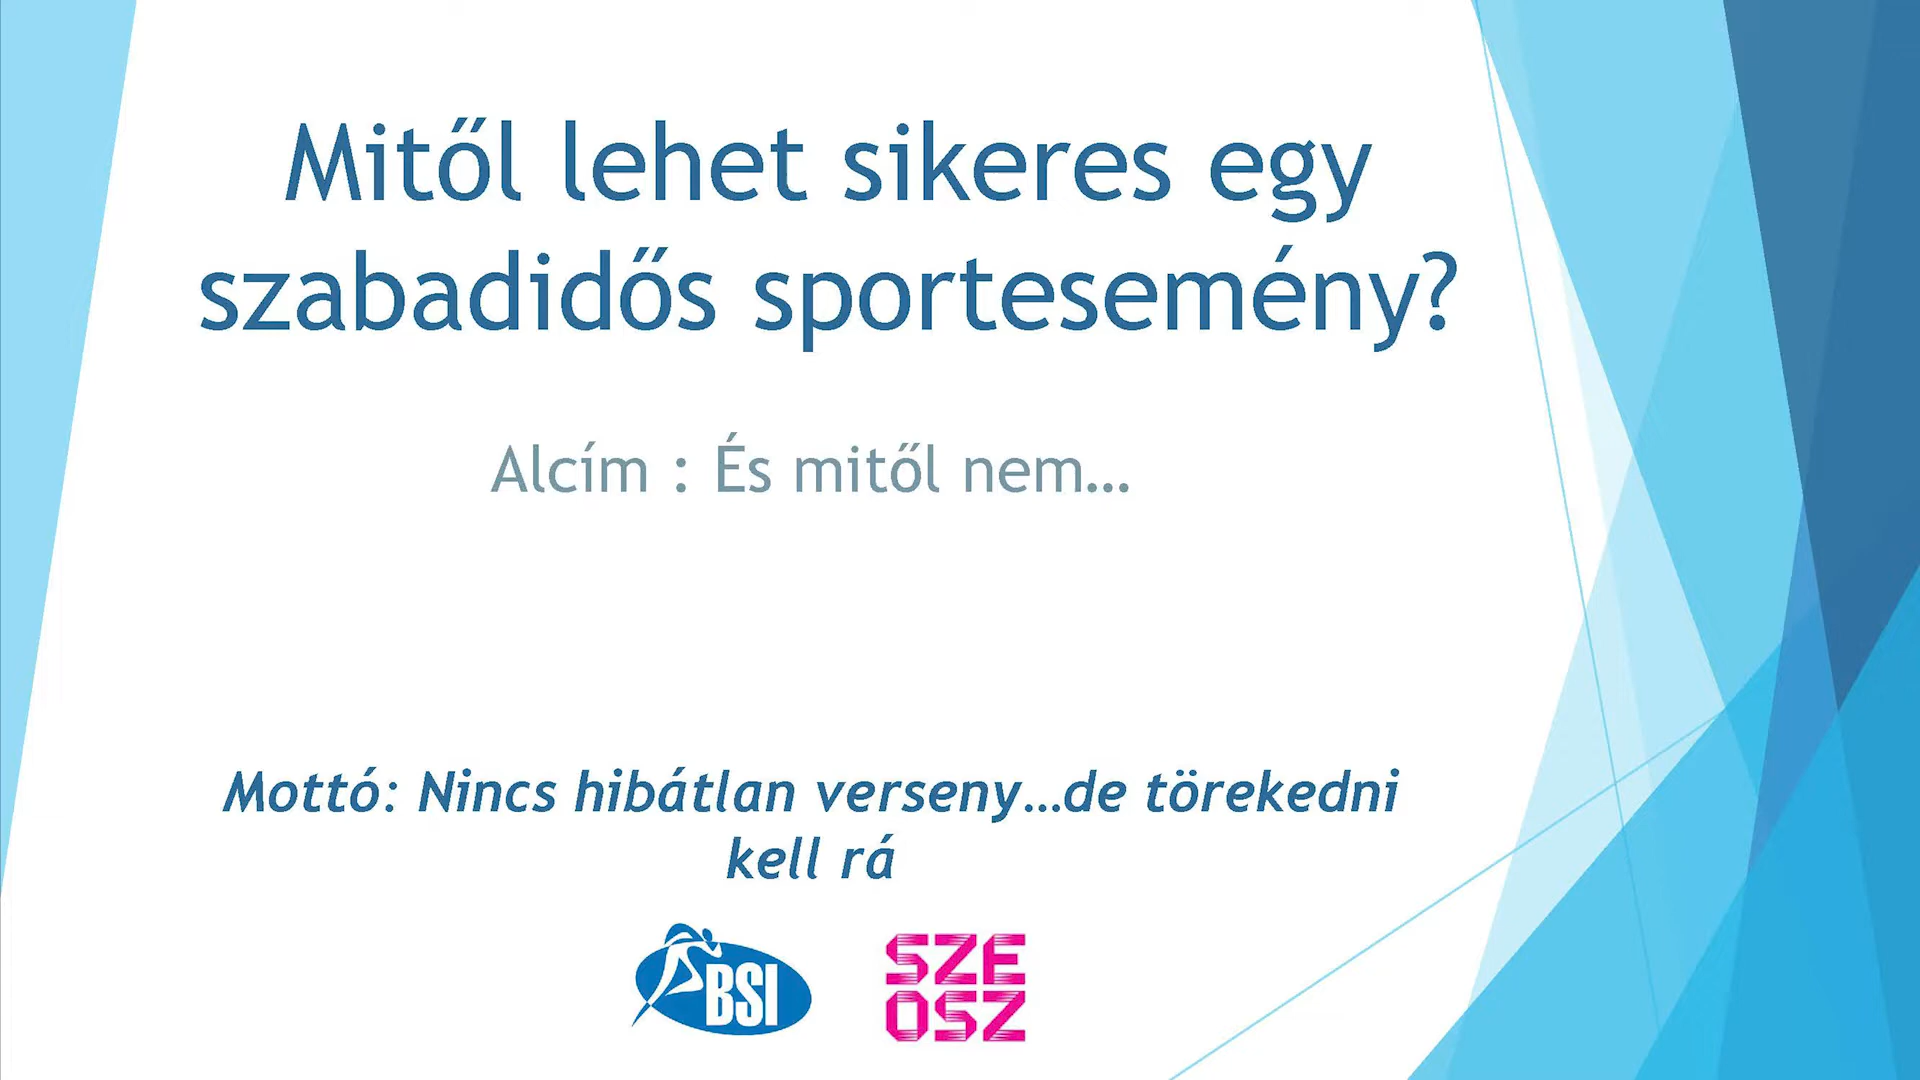 Mitől lehet sikeres egy
szabadidős sportesemény?
Alcím : És mitől nem…
Mottó: Nincs hibátlan verseny…de törekedni
kell rá
BSI
SZE
OSZ